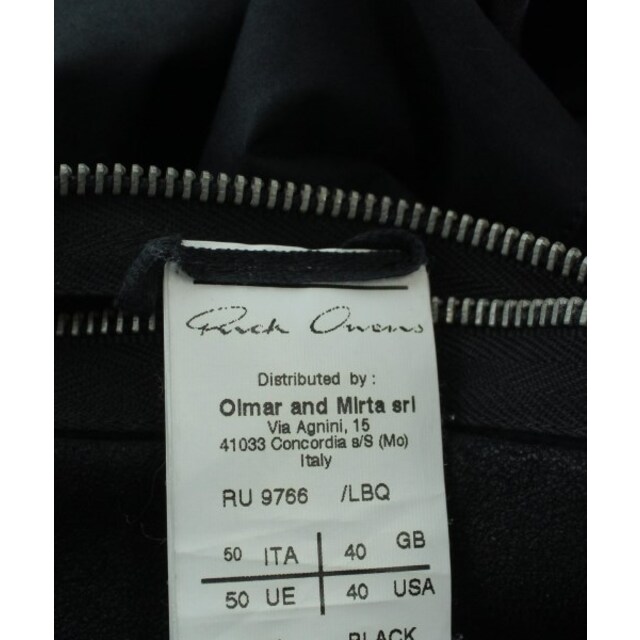 Rick Owens
Distributed by :
Olmar and Mirta srl
Via Agnini, 15
41033 Concordia s/S (Mo)
Italy
RU 9766 /LBQ
50 ITA 40 GB
50 UE 40 USA
BLACK